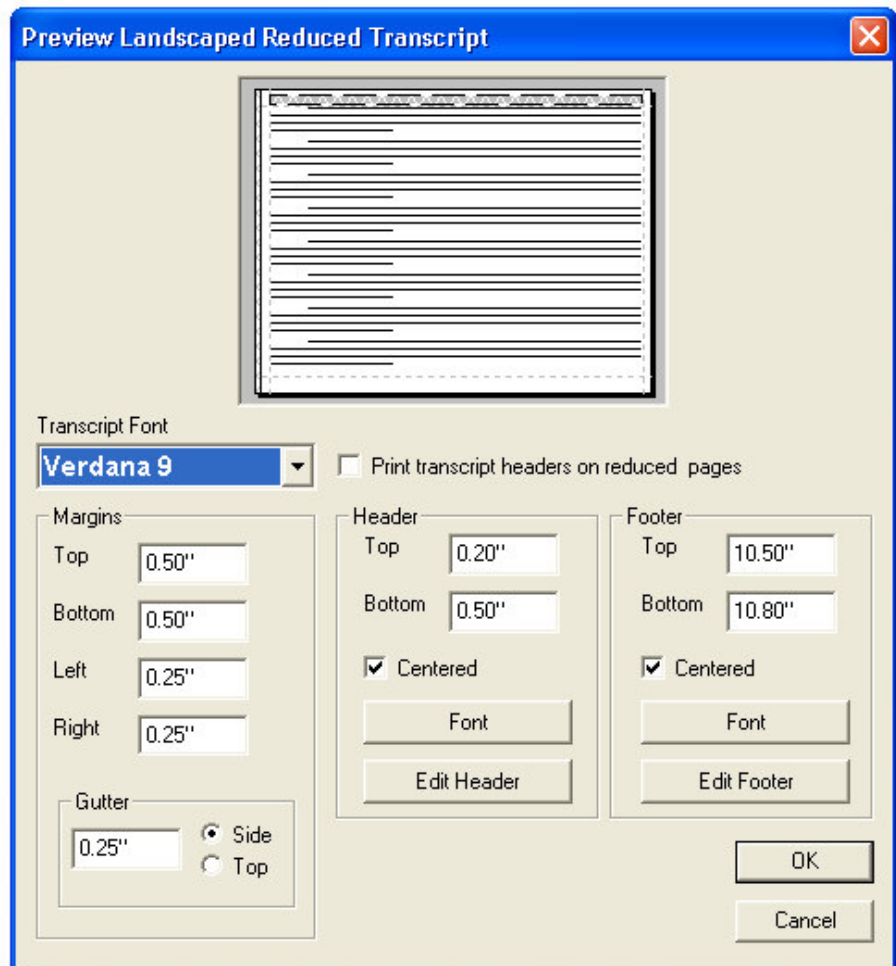 Preview Landscaped Reduced Transcript
Transcript Font
Verdana 9
Print transcript headers on reduced pages
Margins
Top 0.50"
Bottom 0.50"
Left 0.25"
Right 0.25"
Gutter
0.25"
Side
Top
Header
Top 0.20"
Bottom 0.50"
Centered
Font
Edit Header
Footer
Top 10.50"
Bottom 10.80"
Centered
Font
Edit Footer
OK
Cancel